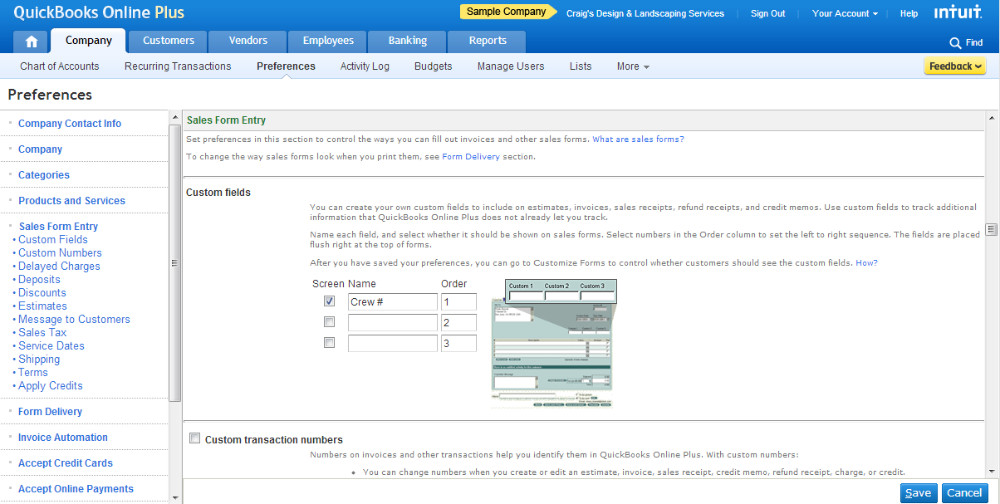 QuickBooks Online Plus
Sample Company
Craig's Design & Landscaping Services
Sign Out
Your Account
Help
INTUIT.
Company
Customers
Vendors
Employees
Banking
Reports
Find
Chart of Accounts
Recurring Transactions
Preferences
Activity Log
Budgets
Manage Users
Lists
More
Feedback
Preferences
Company Contact Info
Company
Categories
Products and Services
Sales Form Entry
• Custom Fields
• Custom Numbers
• Delayed Charges
• Deposits
• Discounts
• Estimates
• Message to Customers
• Sales Tax
• Service Dates
• Shipping
• Terms
• Apply Credits
Form Delivery
Invoice Automation
Accept Credit Cards
Accept Online Payments
Sales Form Entry
Set preferences in this section to control the ways you can fill out invoices and other sales forms. What are sales forms?
To change the way sales forms look when you print them, see Form Delivery section.
Custom fields
You can create your own custom fields to include on estimates, invoices, sales receipts, refund receipts, and credit memos. Use custom fields to track additional
information that QuickBooks Online Plus does not already let you track.
Name each field, and select whether it should be shown on sales forms. Select numbers in the Order column to set the left to right sequence. The fields are placed
flush right at the top of forms.
After you have saved your preferences, you can go to Customize Forms to control whether customers should see the custom fields. How?
Screen Name Order
Crew # 1
2
3
Custom 1 Custom 2 Custom 3
Custom transaction numbers
Numbers on invoices and other transactions help you identify them in QuickBooks Online Plus. With custom numbers:
• You can change numbers when you create or edit an estimate, invoice, sales receipt, credit memo, refund receipt, charge, or credit.
Save
Cancel